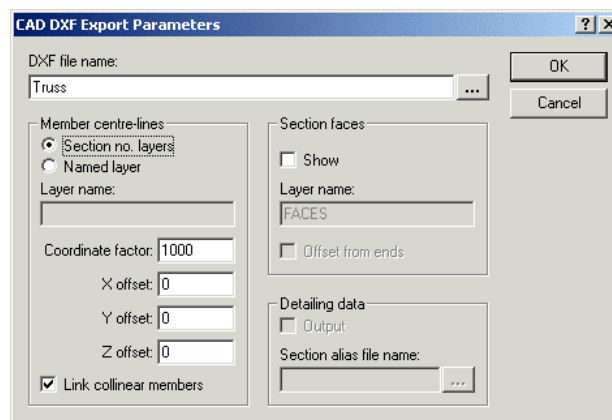 CAD DXF Export Parameters
DXF file name:
Truss
...
OK
Cancel
Member centre-lines
Section no. layers
Named layer
Layer name:
Coordinate factor: 1000
X offset: 0
Y offset: 0
Z offset: 0
Link collinear members
Section faces
Show
Layer name:
FACES
Offset from ends
Detailing data
Output
Section alias file name:
...